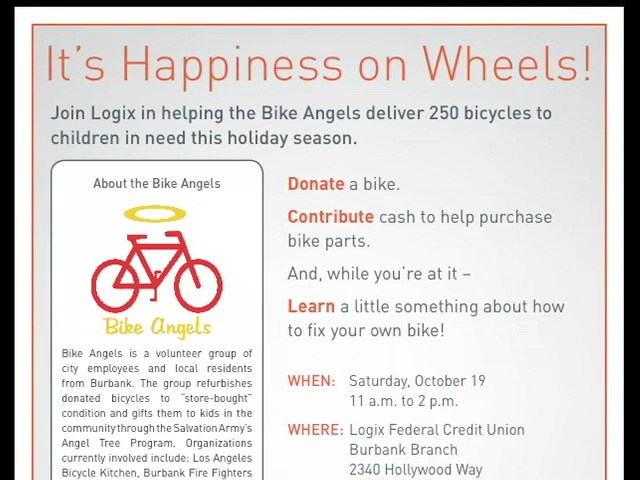 It's Happiness on Wheels!
Join Logix in helping the Bike Angels deliver 250 bicycles to
children in need this holiday season.
About the Bike Angels
Bike Angels
Bike Angels is a volunteer group of
city employees and local residents
from Burbank. The group refurbishes
donated bicycles to "store-bought"
condition and gifts them to kids in the
community through the Salvation Army's
Angel Tree Program. Organizations
currently involved include: Los Angeles
Bicycle Kitchen, Burbank Fire Fighters
Donate a bike.
Contribute cash to help purchase
bike parts.
And, while you're at it –
Learn a little something about how
to fix your own bike!
WHEN: Saturday, October 19
11 a.m. to 2 p.m.
WHERE: Logix Federal Credit Union
Burbank Branch
2340 Hollywood Way